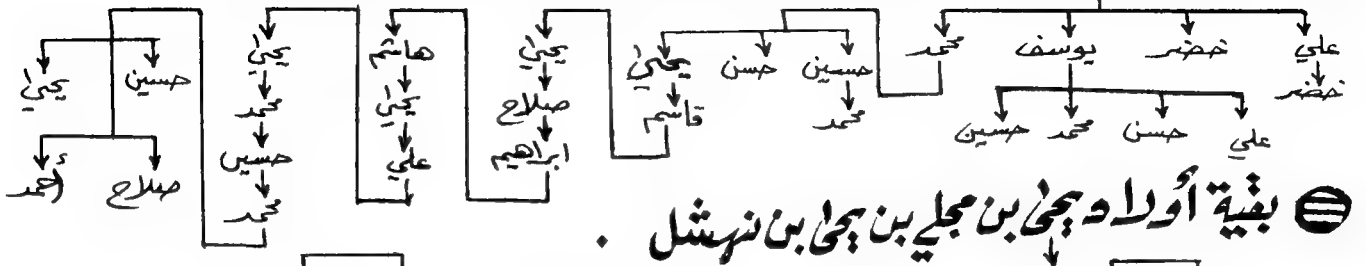 علي خضر يوسف محمد
حسين حسن يحيى يحيى هاشم يحيى حسين يحيى
خضر محمد قاسم صلاح يحيى محمد
علي حسن محمد حسين ابراهيم علي حسين
صلاح أحمد محمد
بقية أولاد يحيى بن مجلي بن يحيى بن نهشل .